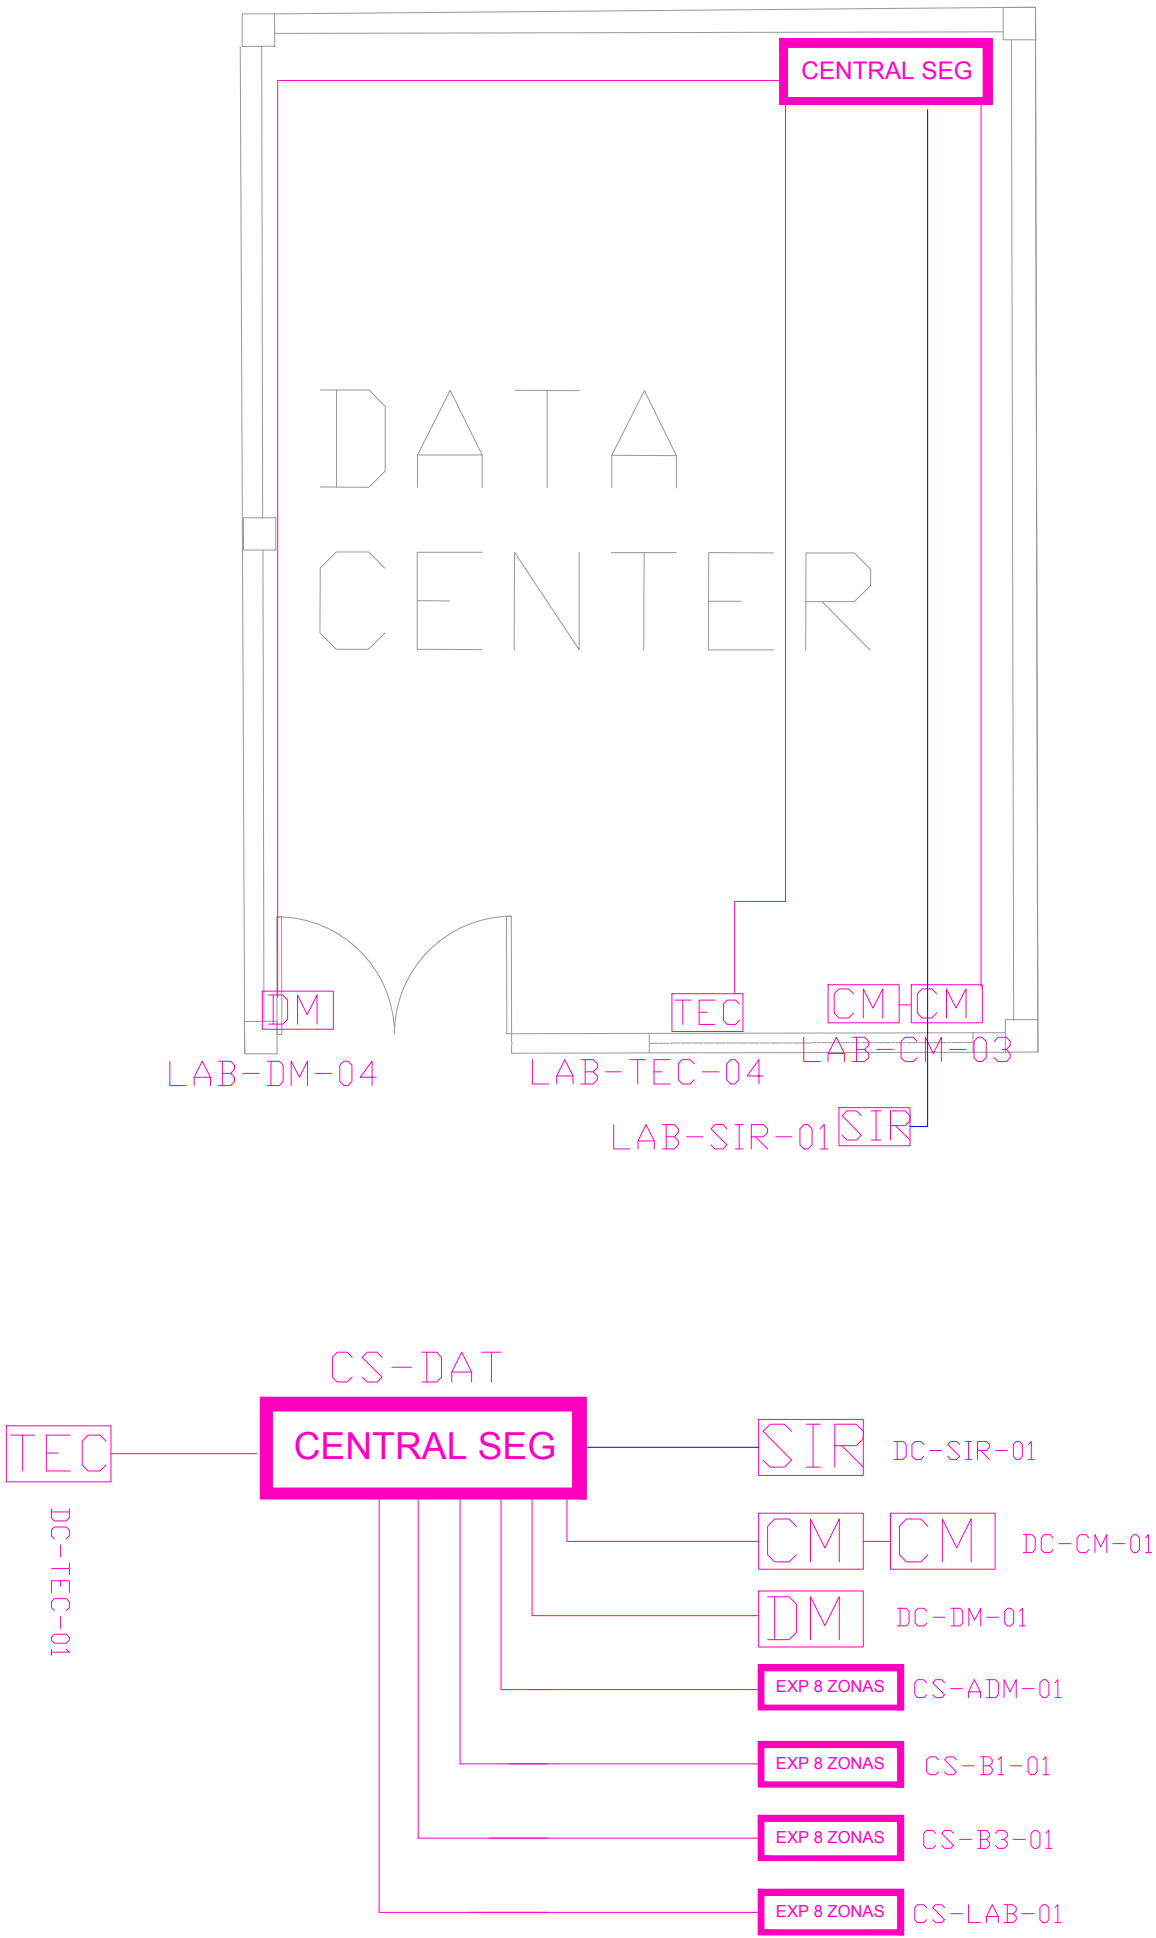 CENTRAL SEG
DATA
CENTER
DM
TEC
CM CM
LAB-CM-03
LAB-DM-04
LAB-TEC-04
LAB-SIR-01 SIR
CS-DAT
TEC
CENTRAL SEG
SIR DC-SIR-01
DC-TEC-01
CM CM DC-CM-01
DM DC-DM-01
EXP 8 ZONAS CS-ADM-01
EXP 8 ZONAS CS-B1-01
EXP 8 ZONAS CS-B3-01
EXP 8 ZONAS CS-LAB-01